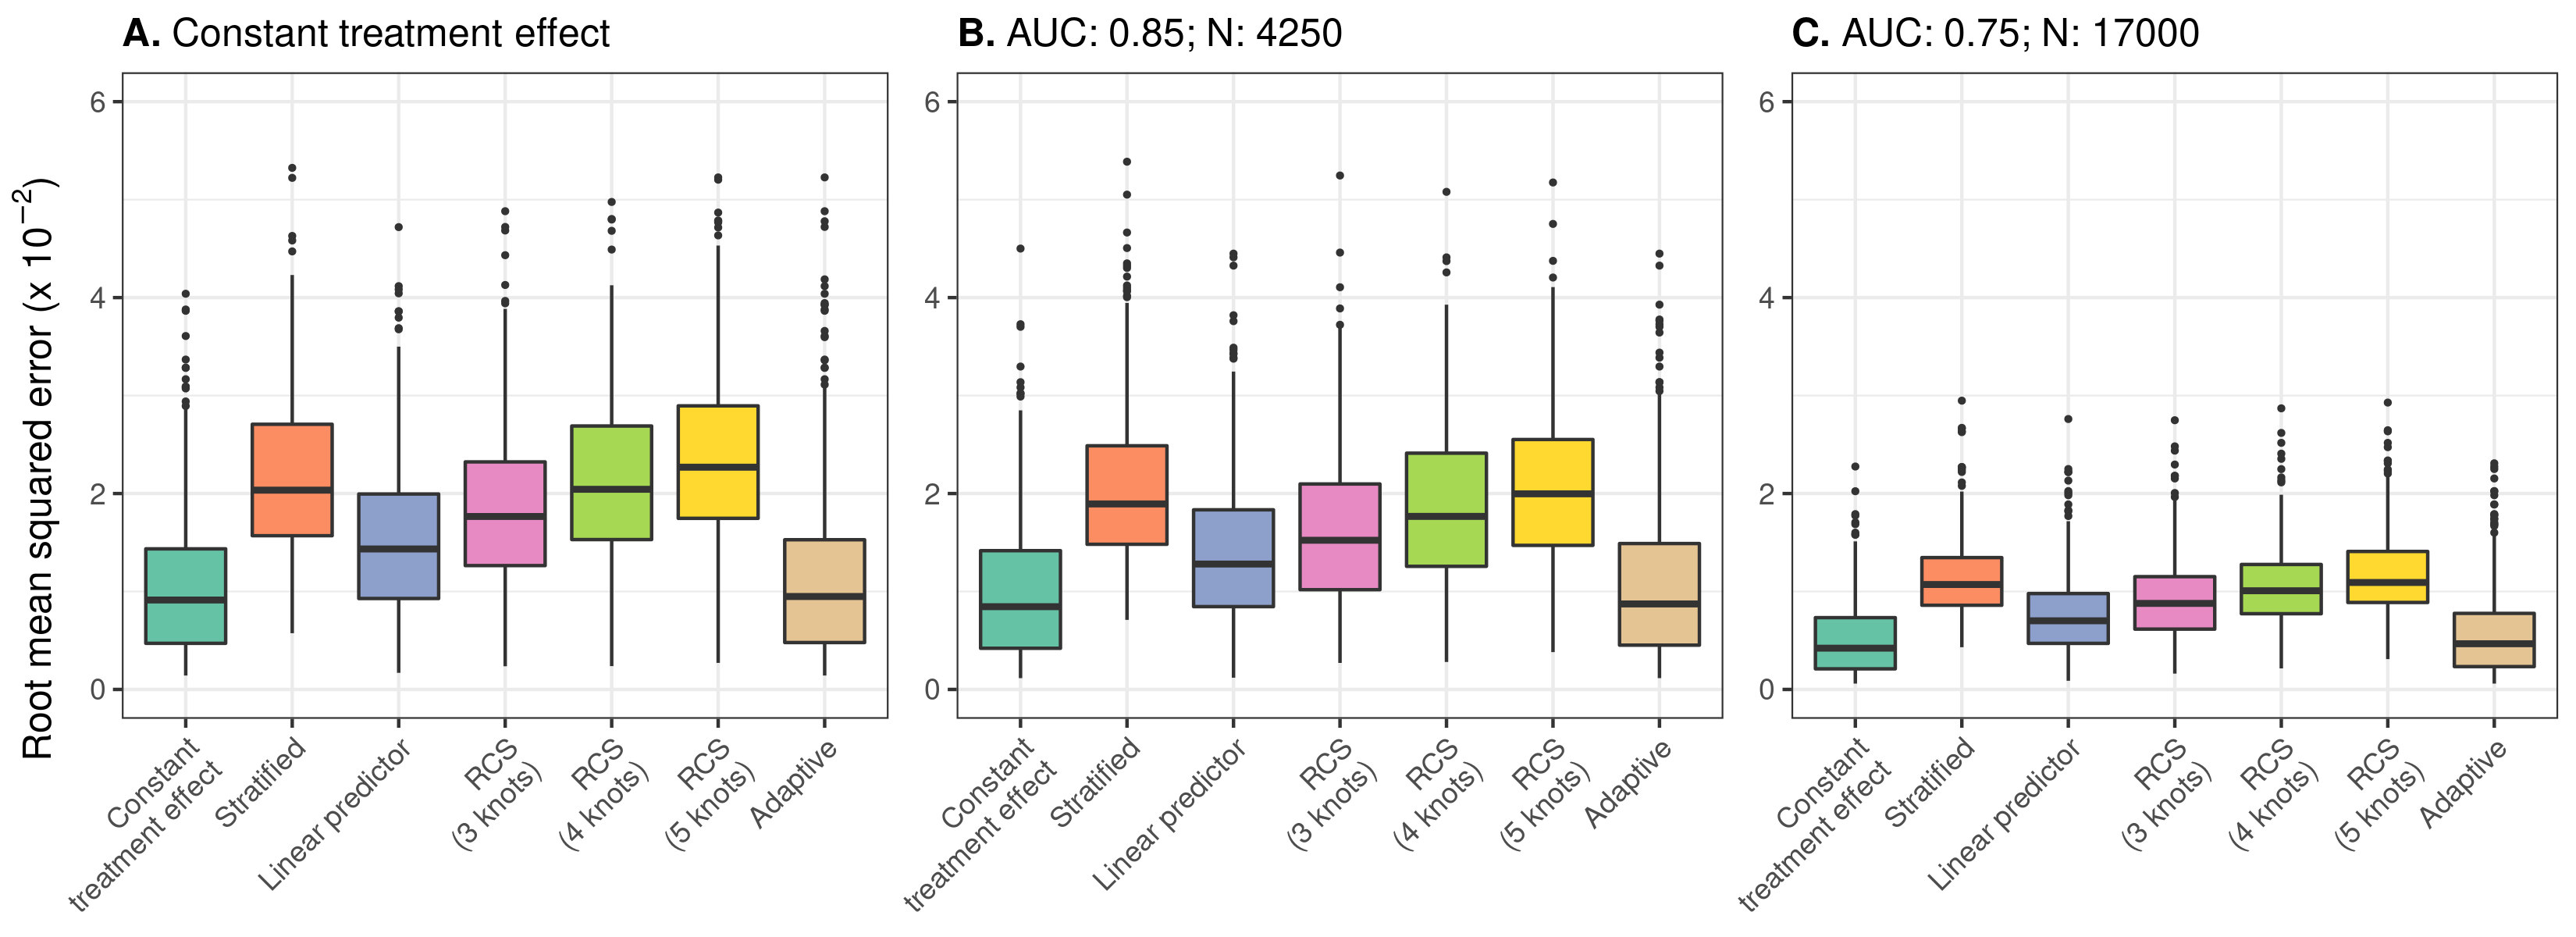 A. Constant treatment effect
B. AUC: 0.85; N: 4250
C. AUC: 0.75; N: 17000
Root mean squared error (x 10⁻²)
6
4
2
0
Constant
treatment effect
Stratified
Linear predictor
RCS
(3 knots)
RCS
(4 knots)
RCS
(5 knots)
Adaptive
6
4
2
0
Constant
treatment effect
Stratified
Linear predictor
RCS
(3 knots)
RCS
(4 knots)
RCS
(5 knots)
Adaptive
6
4
2
0
Constant
treatment effect
Stratified
Linear predictor
RCS
(3 knots)
RCS
(4 knots)
RCS
(5 knots)
Adaptive